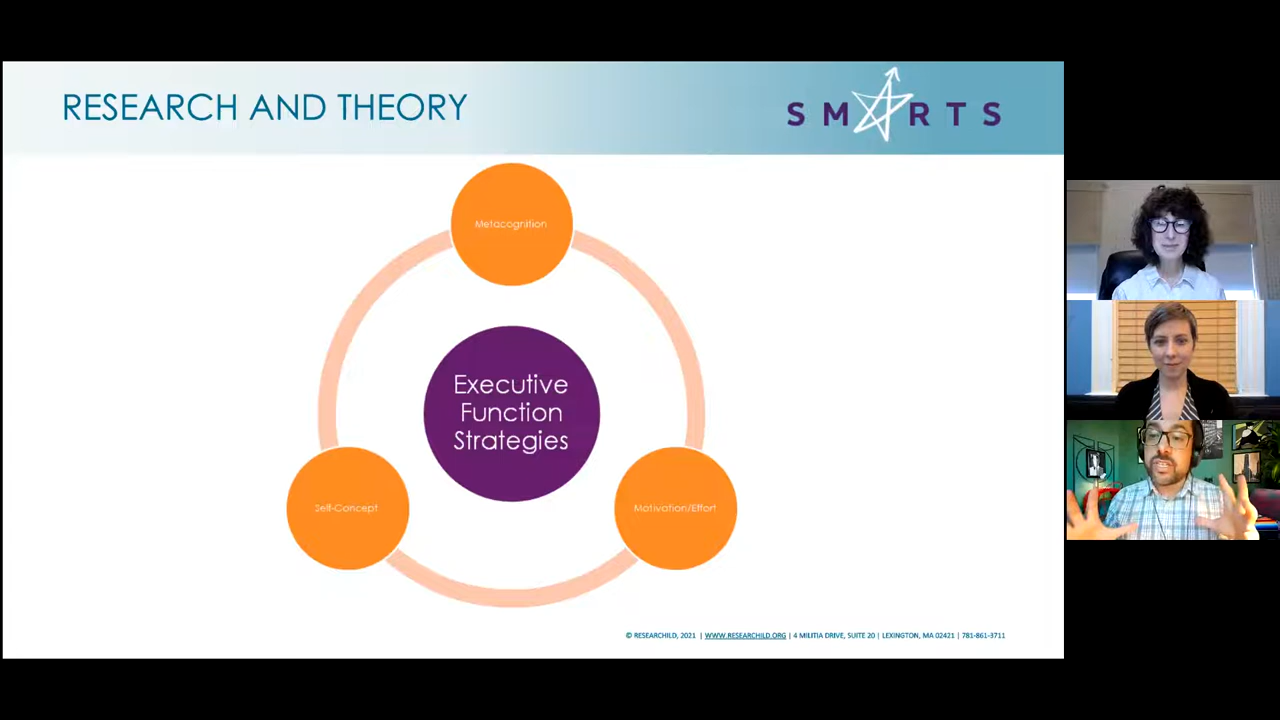 RESEARCH AND THEORY
SMARTS
Metacognition
Executive
Function
Strategies
Self-Concept
Motivation/Effort
© RESEARCHILD, 2021 | WWW.RESEARCHILD.ORG | 4 MILITIA DRIVE, SUITE 20 | LEXINGTON, MA 02421 | 781-861-3711